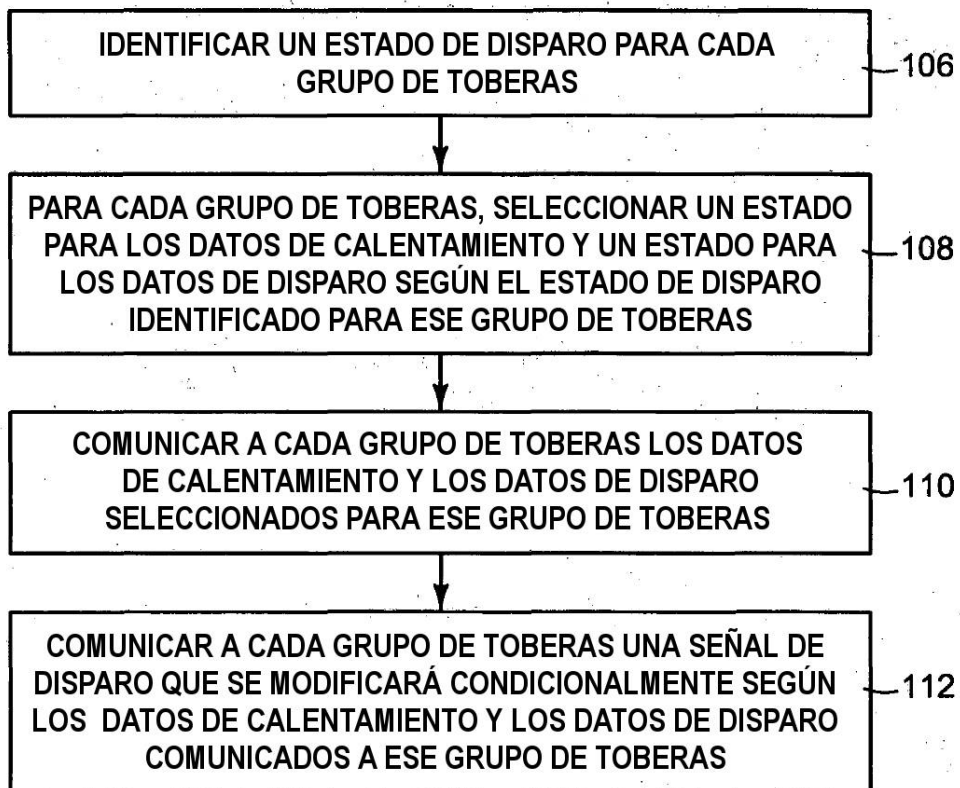 IDENTIFICAR UN ESTADO DE DISPARO PARA CADA
GRUPO DE TOBERAS
106
PARA CADA GRUPO DE TOBERAS, SELECCIONAR UN ESTADO
PARA LOS DATOS DE CALENTAMIENTO Y UN ESTADO PARA
LOS DATOS DE DISPARO SEGÚN EL ESTADO DE DISPARO
IDENTIFICADO PARA ESE GRUPO DE TOBERAS
108
COMUNICAR A CADA GRUPO DE TOBERAS LOS DATOS
DE CALENTAMIENTO Y LOS DATOS DE DISPARO
SELECCIONADOS PARA ESE GRUPO DE TOBERAS
110
COMUNICAR A CADA GRUPO DE TOBERAS UNA SEÑAL DE
DISPARO QUE SE MODIFICARÁ CONDICIONALMENTE SEGÚN
LOS DATOS DE CALENTAMIENTO Y LOS DATOS DE DISPARO
COMUNICADOS A ESE GRUPO DE TOBERAS
112